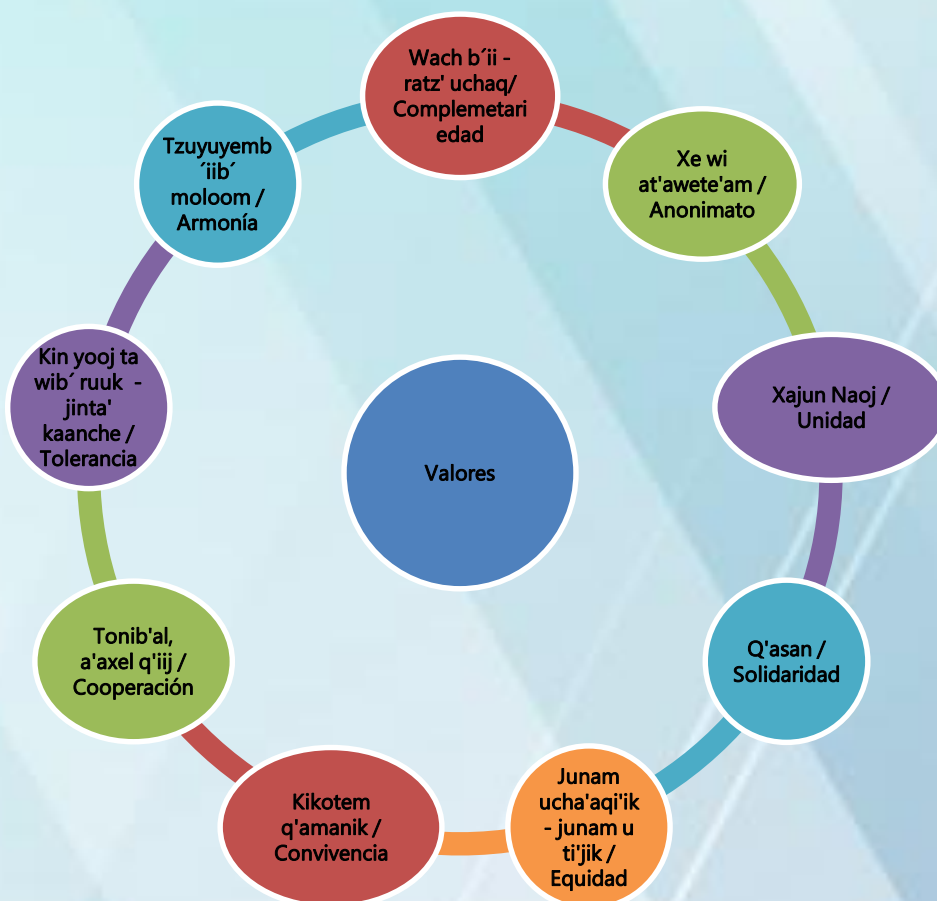 Wach b´ii -
ratz' uchaq/
Complemetari
edad
Xe wi
at'awete'am /
Anonimato
Xajun Naoj /
Unidad
Q'asan /
Solidaridad
Junam
ucha'aqi'ik
- junam u
ti'jik /
Equidad
Kikotem
q'amanik /
Convivencia
Tonib'al,
a'axel q'iij /
Cooperación
Kin yooj ta
wib´ ruuk -
jinta'
kaanche /
Tolerancia
Tzuyuyemb
´iib´
moloom /
Armonía
Valores